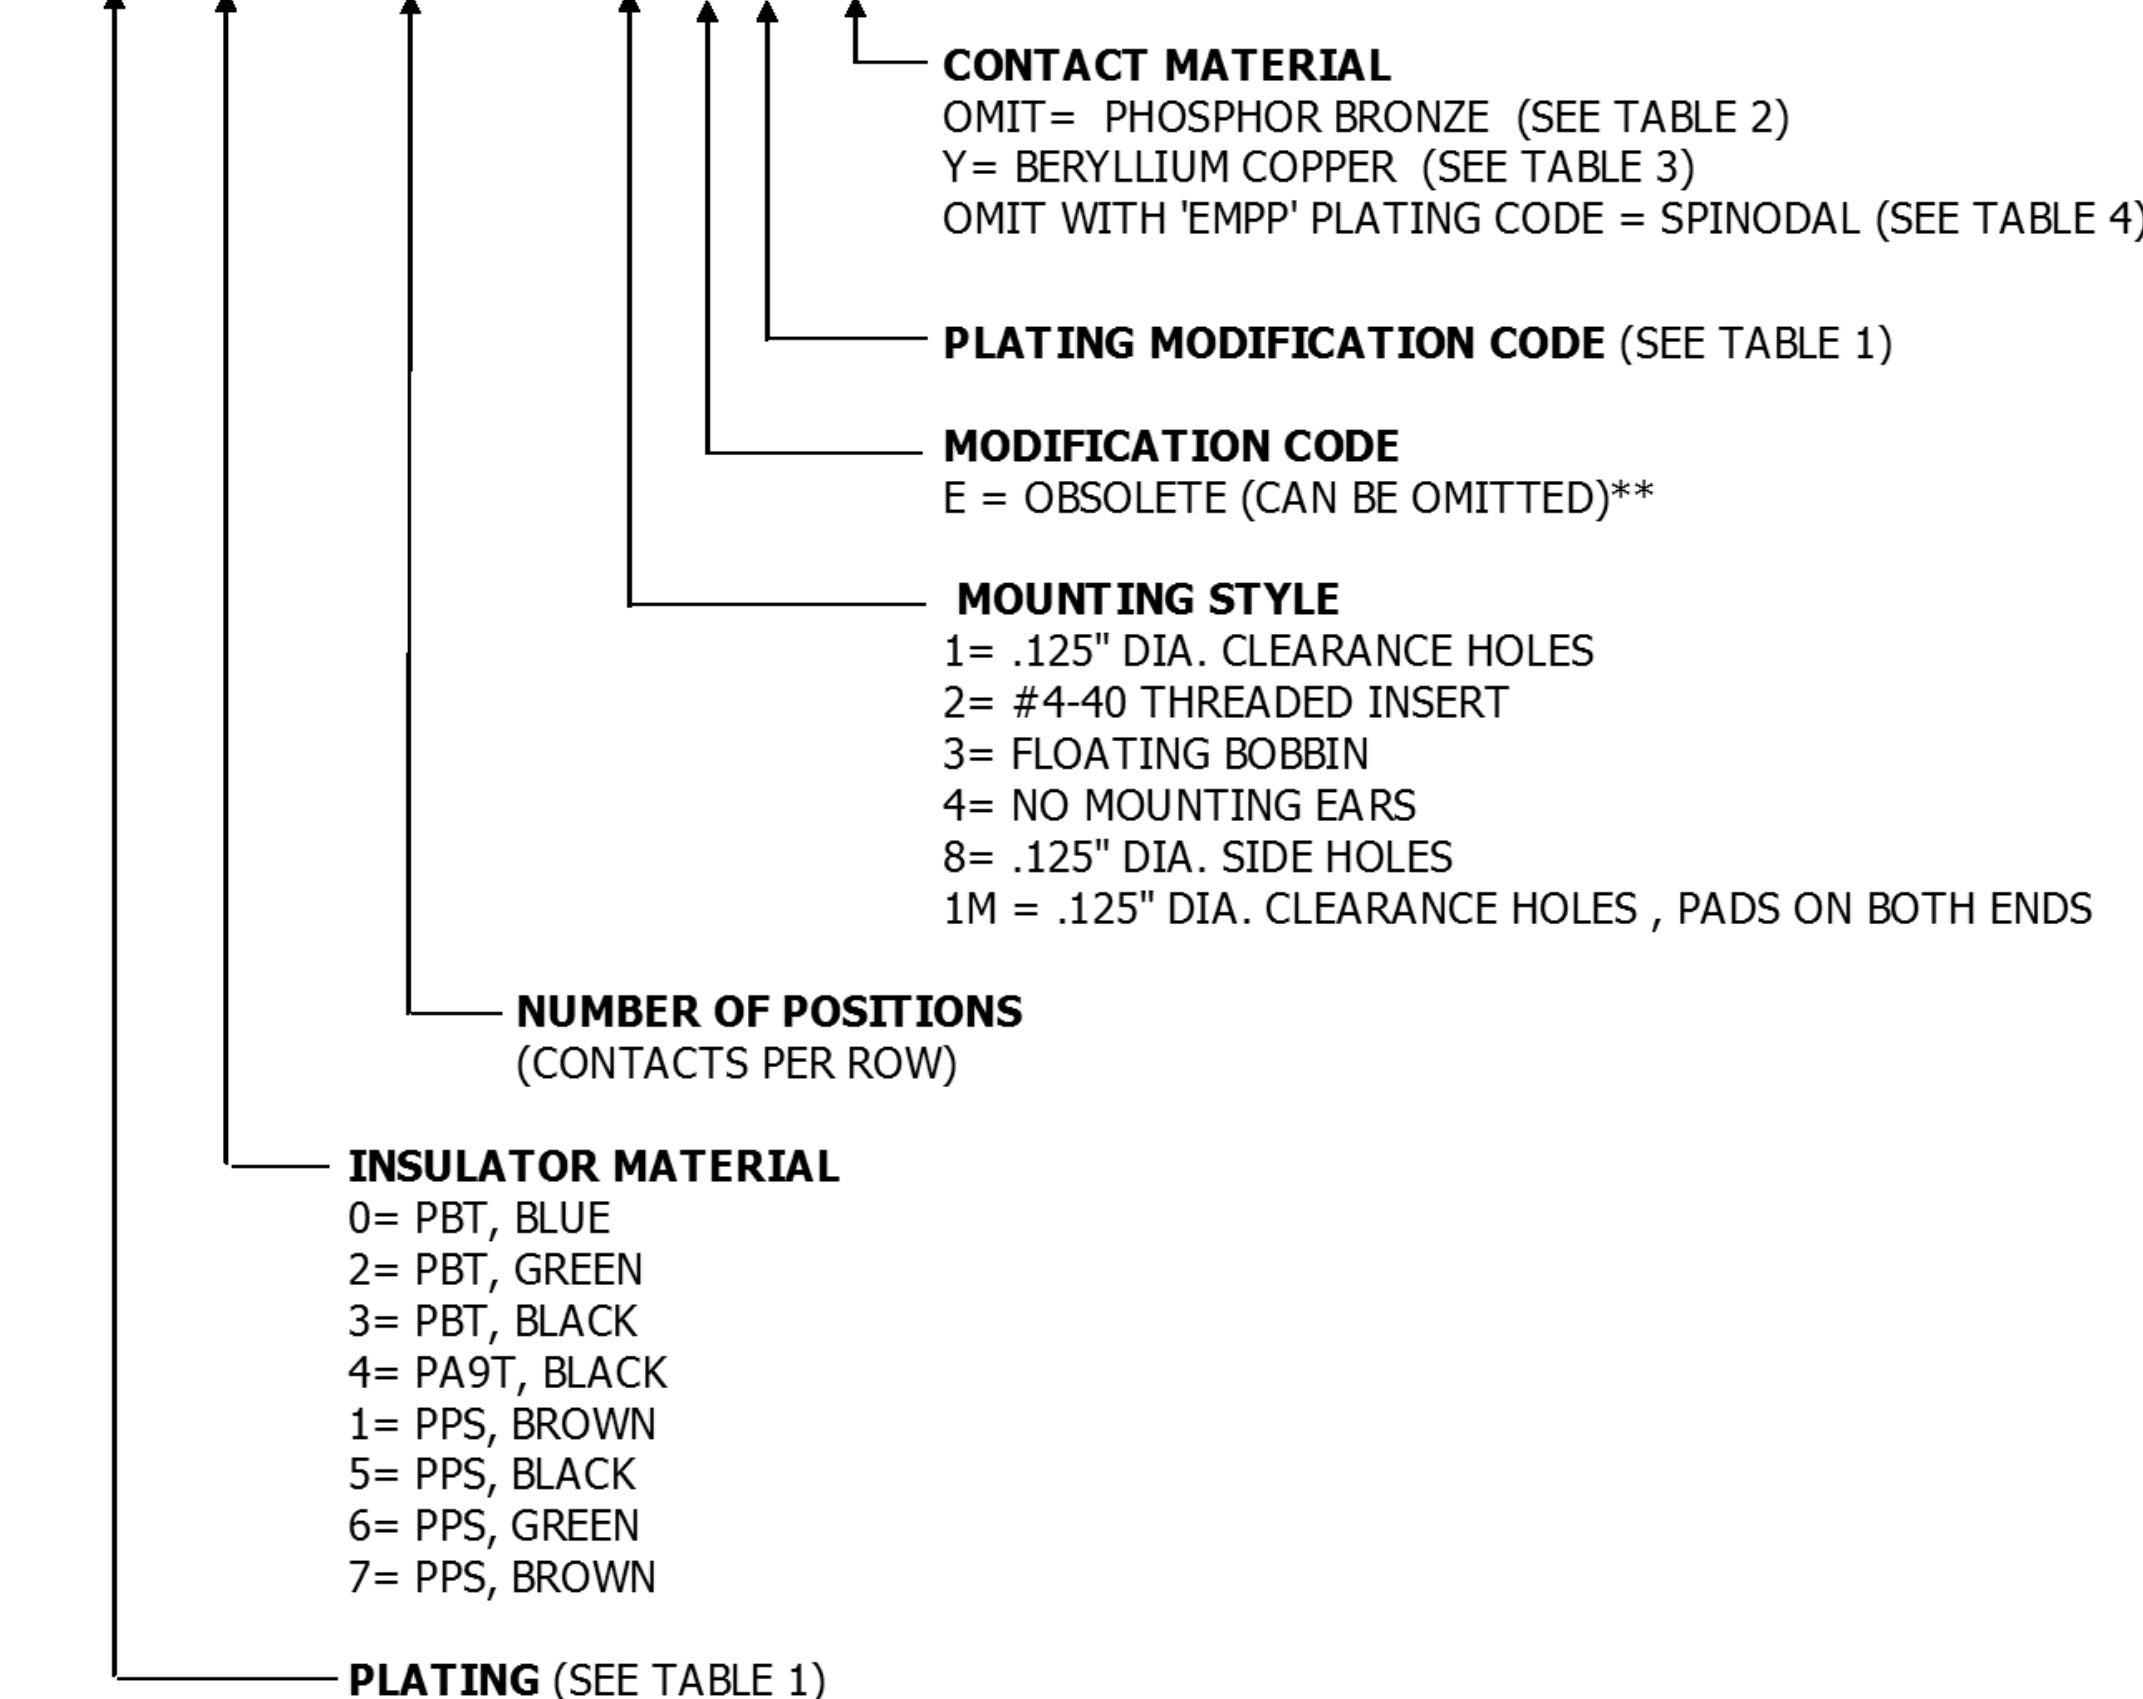 CONTACT MATERIAL
OMIT=  PHOSPHOR BRONZE  (SEE TABLE 2)
Y= BERYLLIUM COPPER  (SEE TABLE 3)
OMIT WITH 'EMPP' PLATING CODE = SPINODAL (SEE TABLE 4)
PLATING MODIFICATION CODE (SEE TABLE 1)
MODIFICATION CODE
E = OBSOLETE (CAN BE OMITTED)**
MOUNTING STYLE
1= .125" DIA. CLEARANCE HOLES
2= #4-40 THREADED INSERT
3= FLOATING BOBBIN
4= NO MOUNTING EARS
8= .125" DIA. SIDE HOLES
1M = .125" DIA. CLEARANCE HOLES , PADS ON BOTH ENDS
NUMBER OF POSITIONS
(CONTACTS PER ROW)
INSULATOR MATERIAL
0= PBT, BLUE
2= PBT, GREEN
3= PBT, BLACK
4= PA9T, BLACK
1= PPS, BROWN
5= PPS, BLACK
6= PPS, GREEN
7= PPS, BROWN
PLATING (SEE TABLE 1)